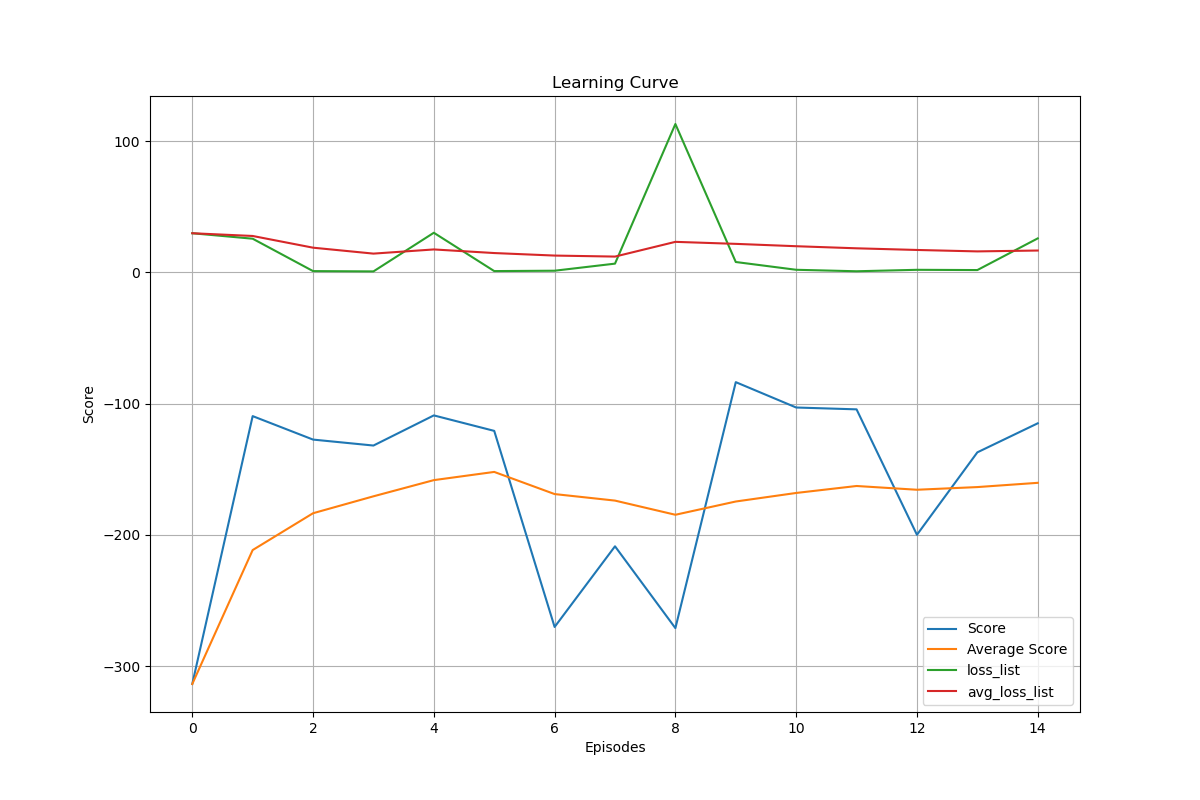 Learning Curve
100
0
−100
−200
−300
Score
0 2 4 6 8 10 12 14
Episodes
Score
Average Score
loss_list
avg_loss_list